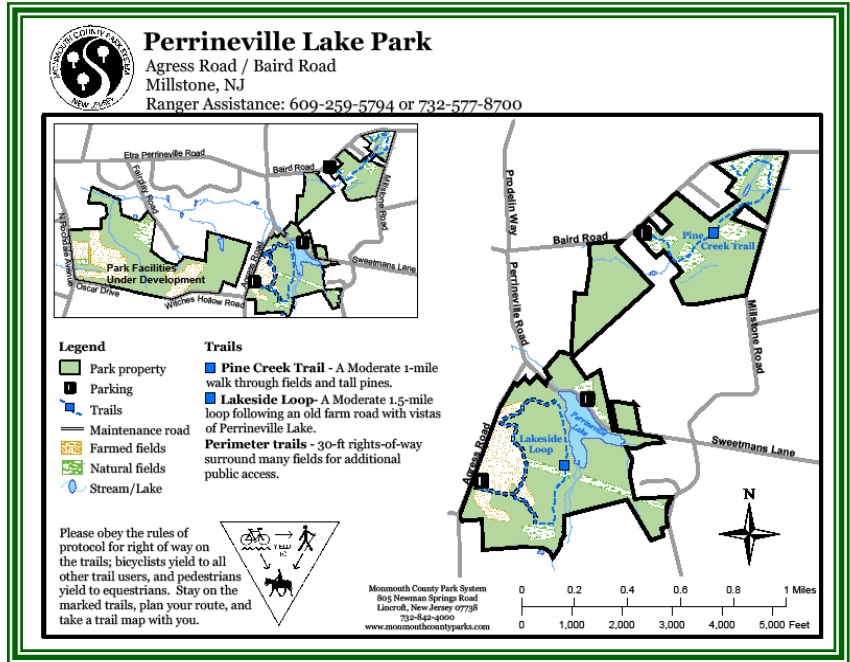 MONMOUTH COUNTY PARK SYSTEM
NEW JERSEY
Perrineville Lake Park
Agress Road / Baird Road
Millstone, NJ
Ranger Assistance: 609-259-5794 or 732-577-8700
Etra Perrineville Road
Fairplay Road
Baird Road
Millstone Road
N Rochdale Avenue
Agress Road
Sweetmans Lane
Park Facilities
Under Development
Oscar Drive
Witches Hollow Road
Legend
Park property
Parking
Trails
Maintenance road
Farmed fields
Natural fields
Stream/Lake
Trails
Pine Creek Trail - A Moderate 1-mile
walk through fields and tall pines.
Lakeside Loop- A Moderate 1.5-mile
loop following an old farm road with vistas
of Perrineville Lake.
Perimeter trails - 30-ft rights-of-way
surround many fields for additional
public access.
Prodelin Way
Baird Road
Perrineville Road
Pine
Creek Trail
Millstone Road
Perrineville
Lake
Agress Road
Lakeside
Loop
Sweetmans Lane
N
Please obey the rules of
protocol for right of way on
the trails; bicyclists yield to all
other trail users, and pedestrians
yield to equestrians. Stay on the
marked trails, plan your route, and
take a trail map with you.
YIELD
TO
Monmouth County Park System
805 Newman Springs Road
Lincroft, New Jersey 07738
732-842-4000
www.monmouthcountyparks.com
0 0.2 0.4 0.6 0.8 1 Miles
0 1,000 2,000 3,000 4,000 5,000 Feet